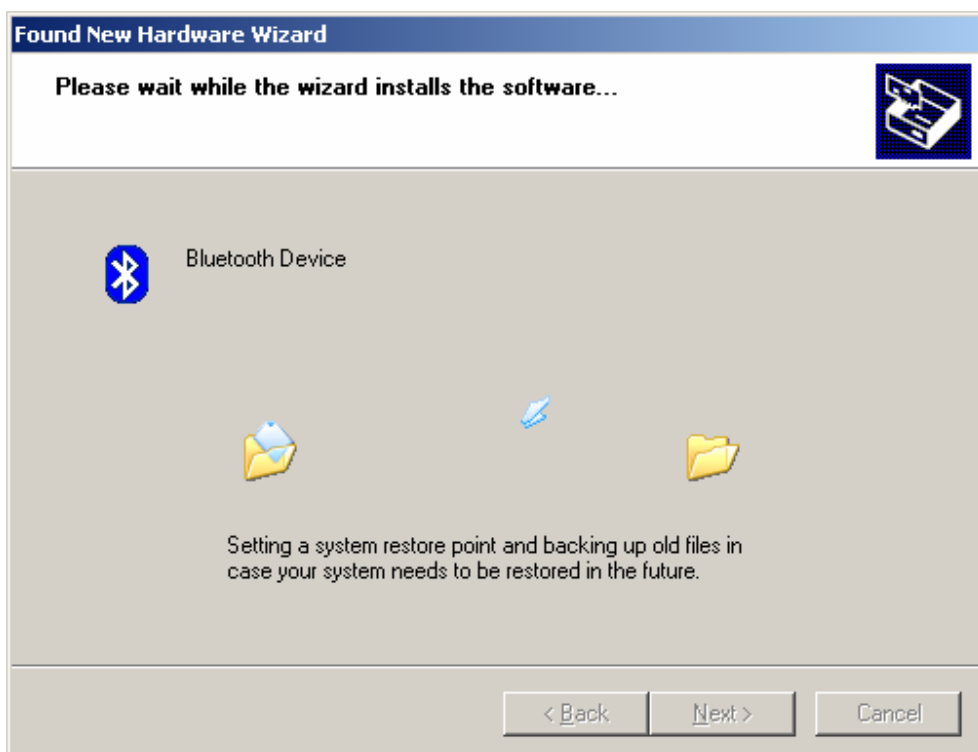 Found New Hardware Wizard
Please wait while the wizard installs the software...
Bluetooth Device
Setting a system restore point and backing up old files in
case your system needs to be restored in the future.
< Back
Next >
Cancel